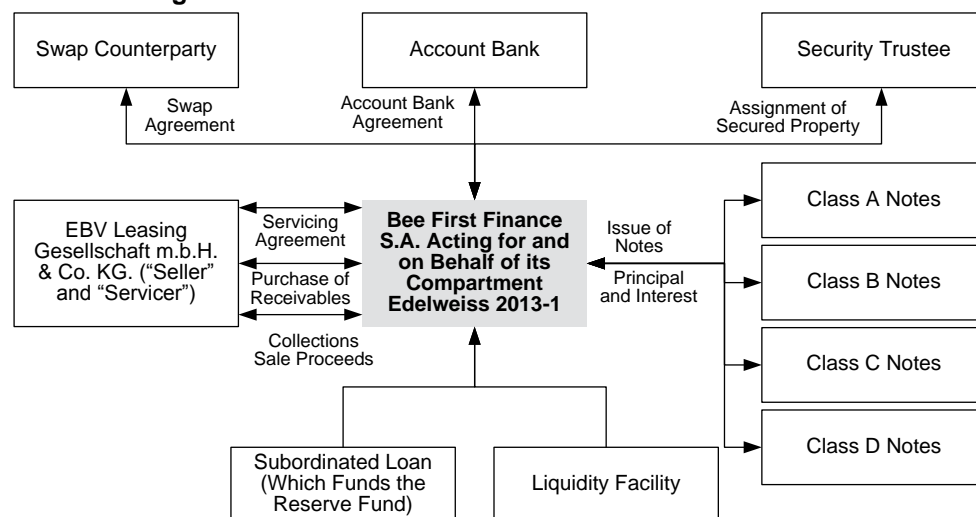 Swap Counterparty
Account Bank
Security Trustee
Swap
Agreement
Account Bank
Agreement
Assignment of
Secured Property
EBV Leasing
Gesellschaft m.b.H.
& Co. KG. (“Seller”
and “Servicer”)
Servicing
Agreement
Purchase of
Receivables
Collections
Sale Proceeds
Bee First Finance
S.A. Acting for and
on Behalf of its
Compartment
Edelweiss 2013-1
Issue of
Notes
Principal
and Interest
Class A Notes
Class B Notes
Class C Notes
Class D Notes
Subordinated Loan
(Which Funds the
Reserve Fund)
Liquidity Facility